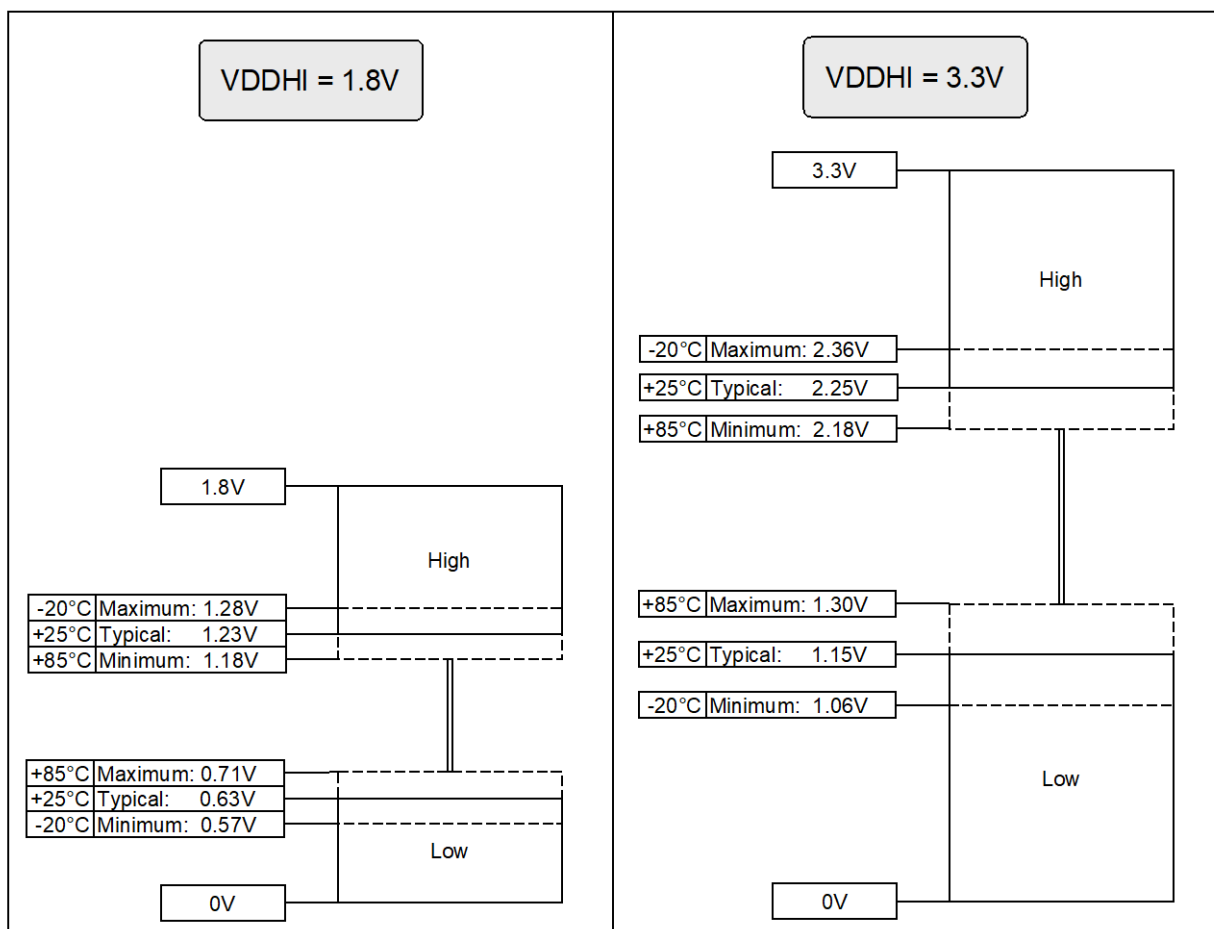 VDDHI = 1.8V
1.8V
High
-20°C Maximum: 1.28V
+25°C Typical: 1.23V
+85°C Minimum: 1.18V
+85°C Maximum: 0.71V
+25°C Typical: 0.63V
-20°C Minimum: 0.57V
Low
0V
VDDHI = 3.3V
3.3V
High
-20°C Maximum: 2.36V
+25°C Typical: 2.25V
+85°C Minimum: 2.18V
+85°C Maximum: 1.30V
+25°C Typical: 1.15V
-20°C Minimum: 1.06V
Low
0V